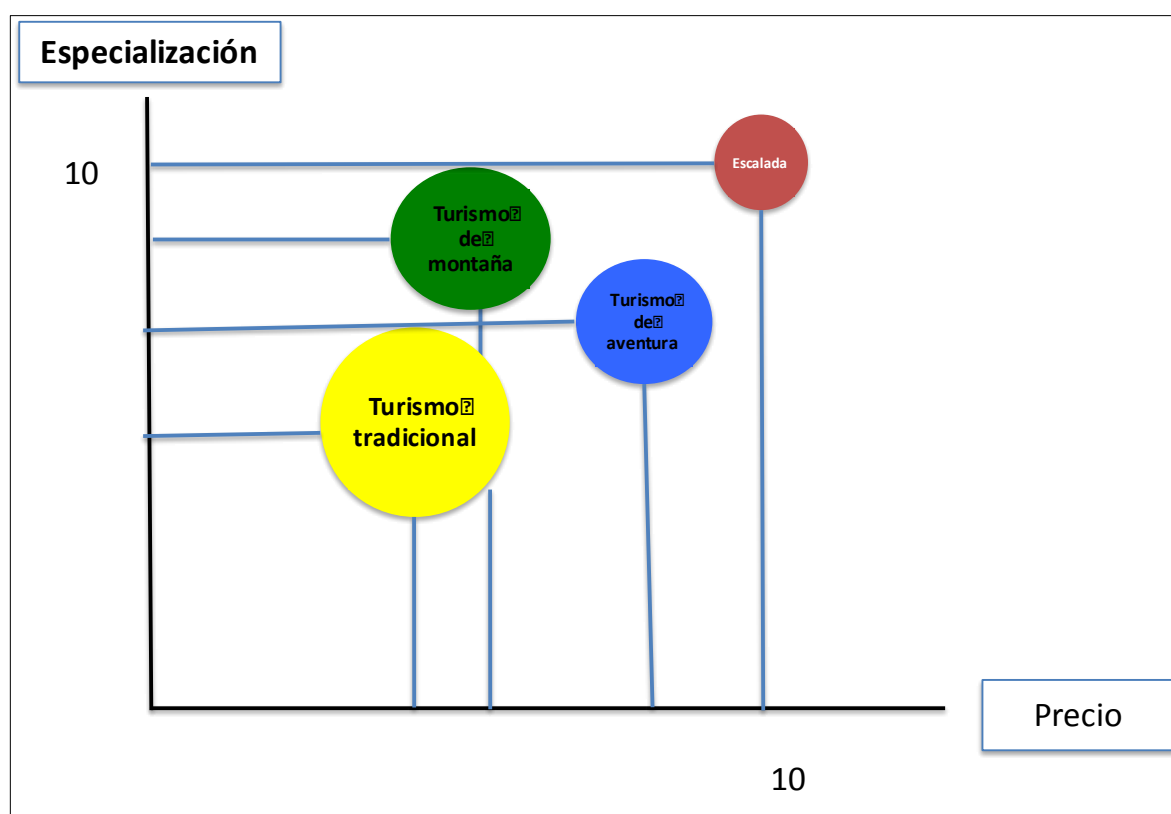 Especialización
10
Escalada
Turismo
de
montaña
Turismo
de
aventura
Turismo
tradicional
Precio
10